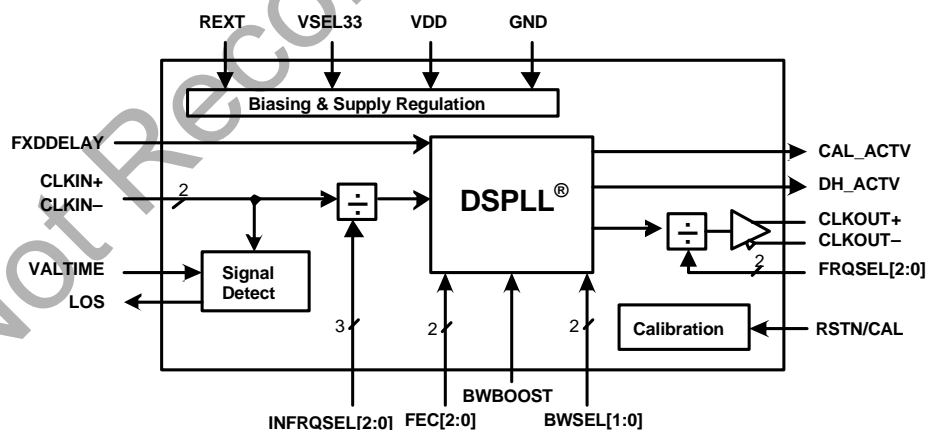 REXT VSEL33 VDD GND
Biasing & Supply Regulation
FXDDELAY
CAL_ACTV
CLKIN+
CLKIN–
2
÷
DSPLL®
DH_ACTV
÷
CLKOUT+
CLKOUT–
VALTIME
LOS
Signal
Detect
2
FRQSEL[2:0]
3
2
2
Calibration
RSTN/CAL
BWBOOST
INFRQSEL[2:0] FEC[2:0] BWSEL[1:0]
Not Recom